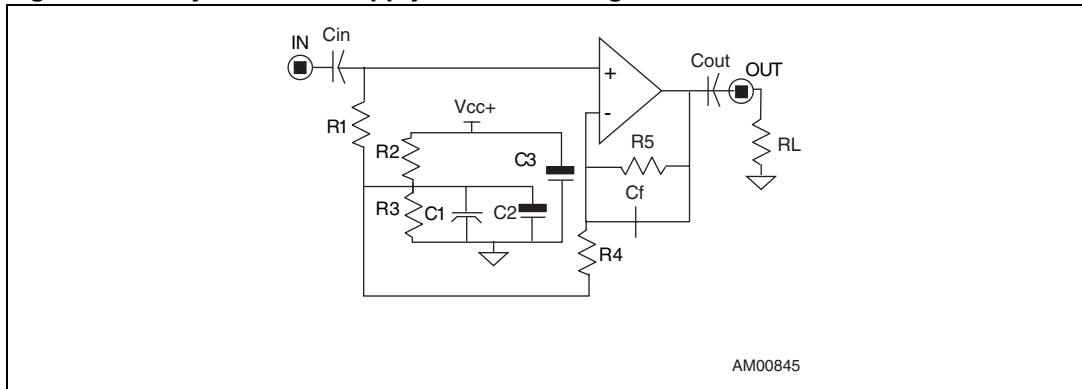 IN
Cin
Cout
OUT
+
-
Vcc+
R1
R2
C3
R5
RL
R3
C1
C2
Cf
R4
AM00845